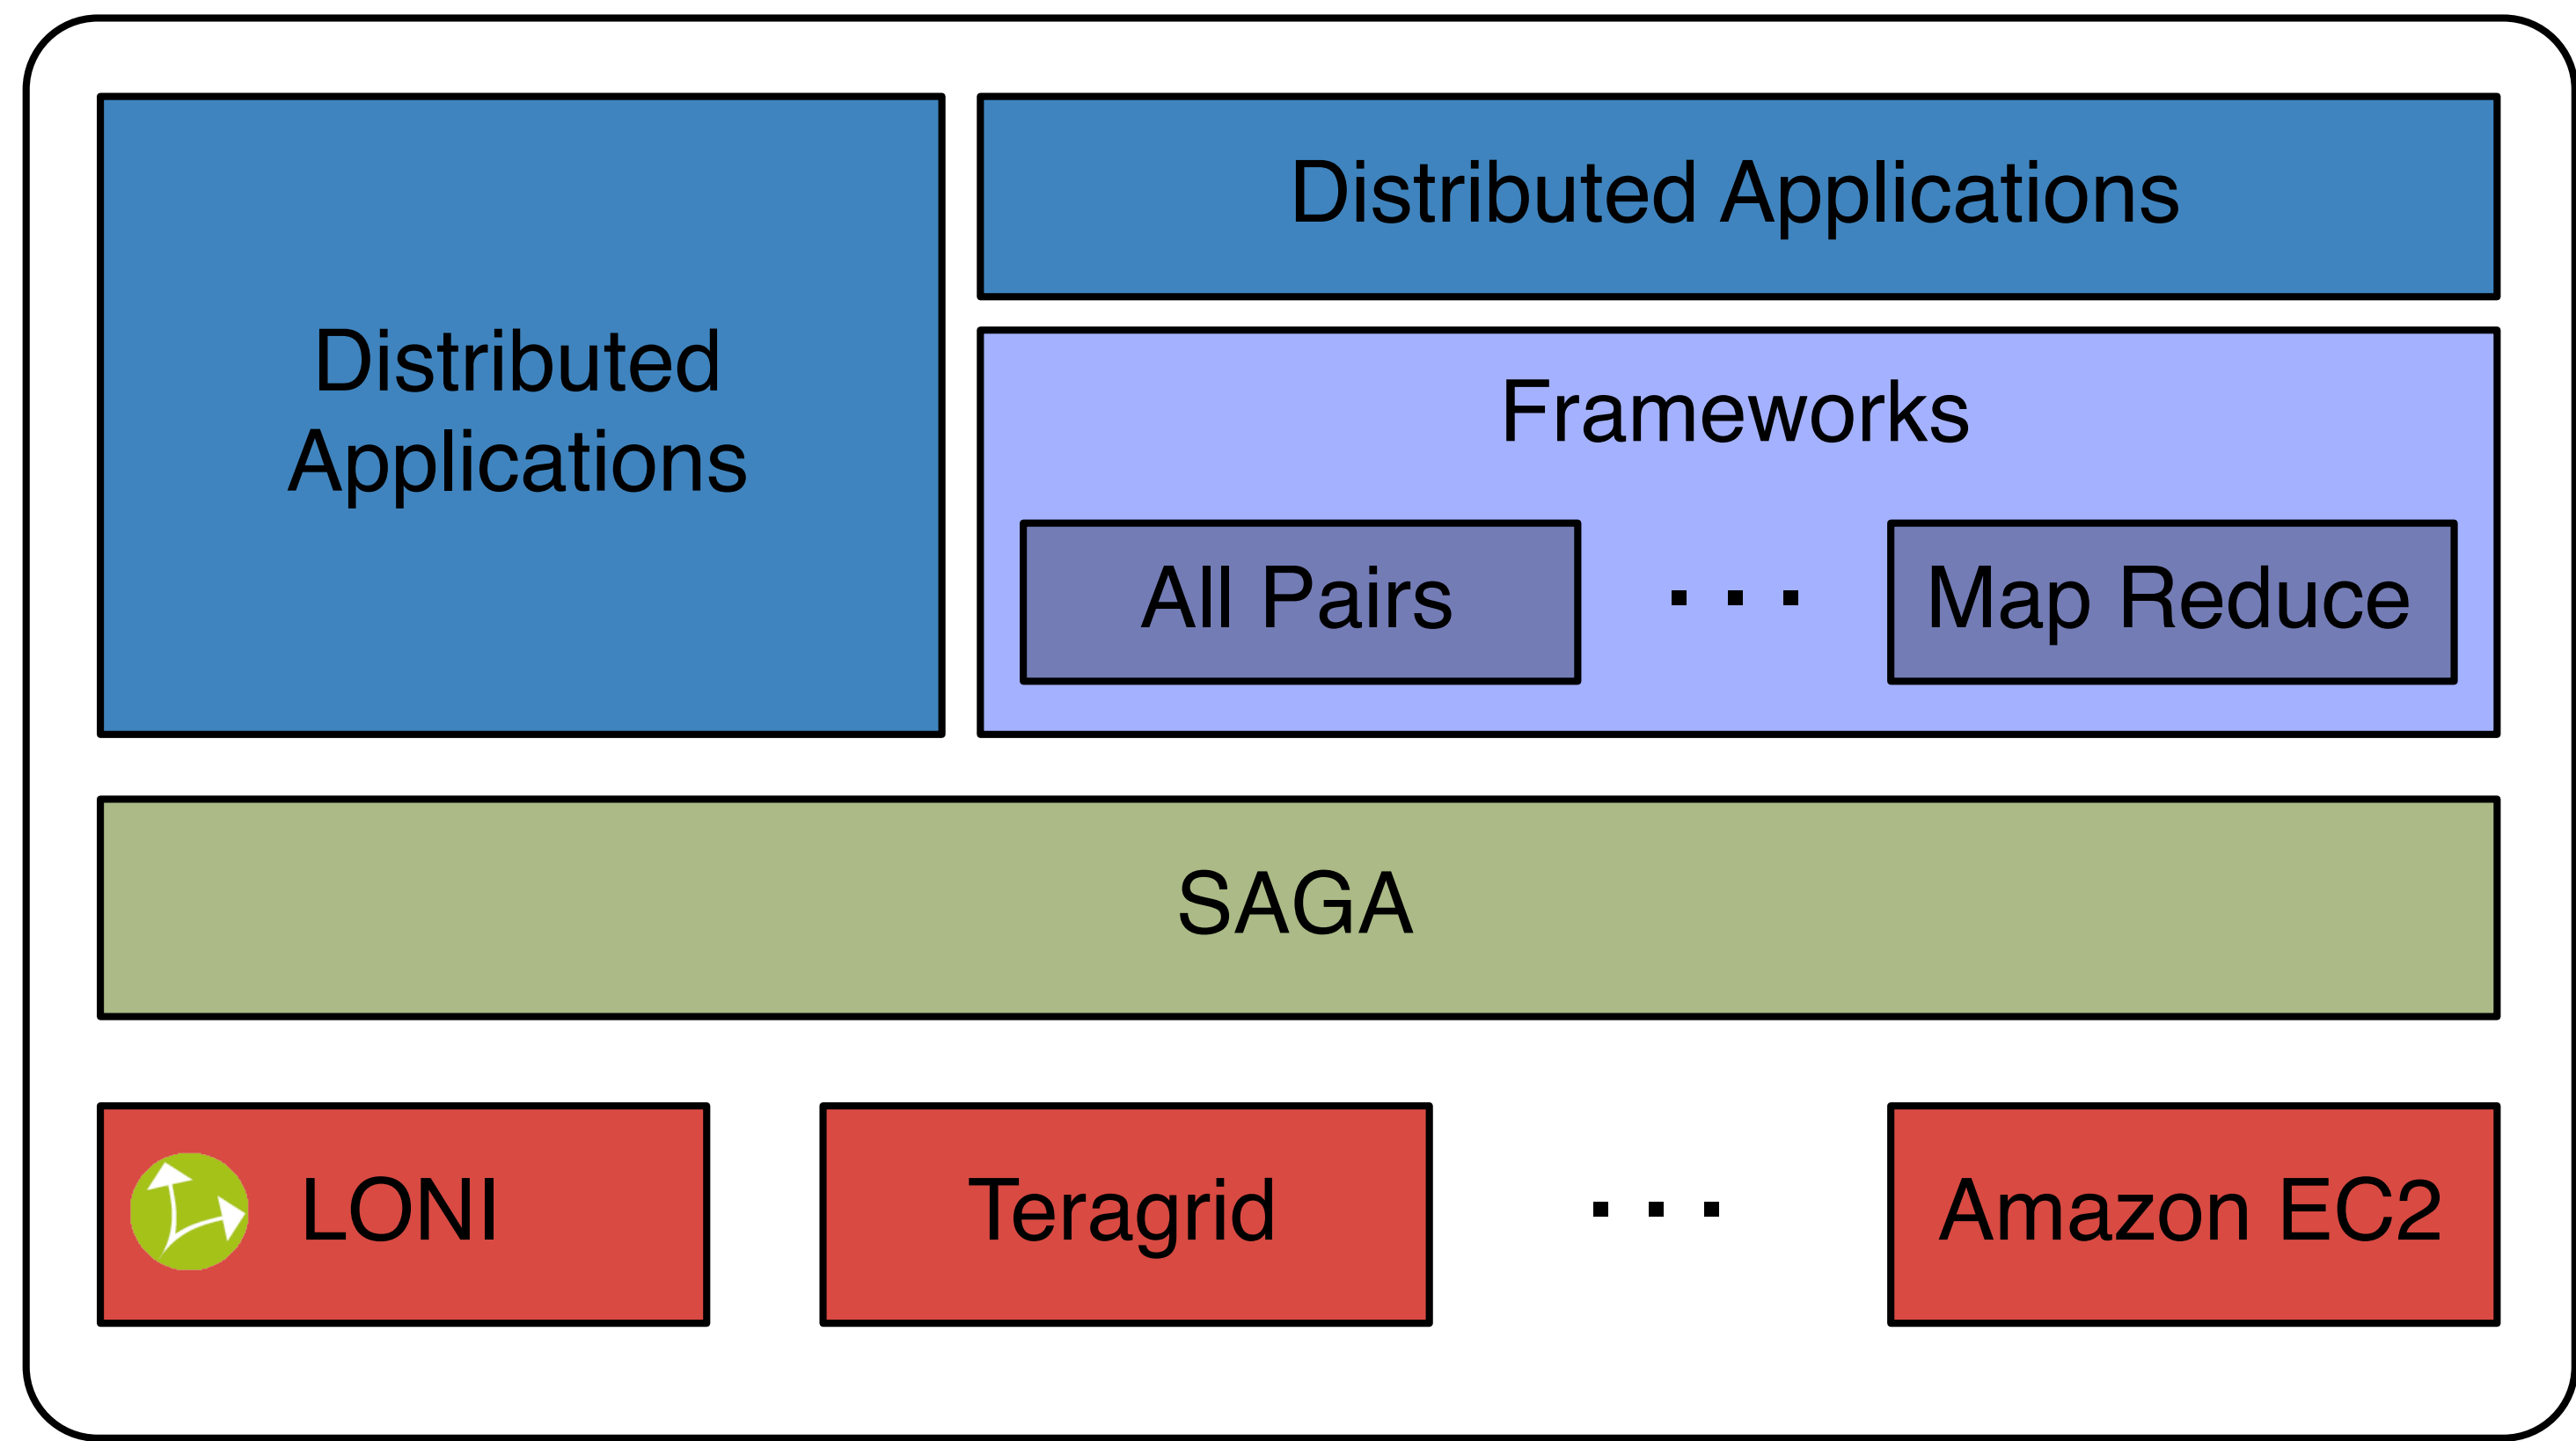 Distributed
Applications
Distributed Applications
Frameworks
All Pairs
. . .
Map Reduce
SAGA
LONI
Teragrid
. . .
Amazon EC2